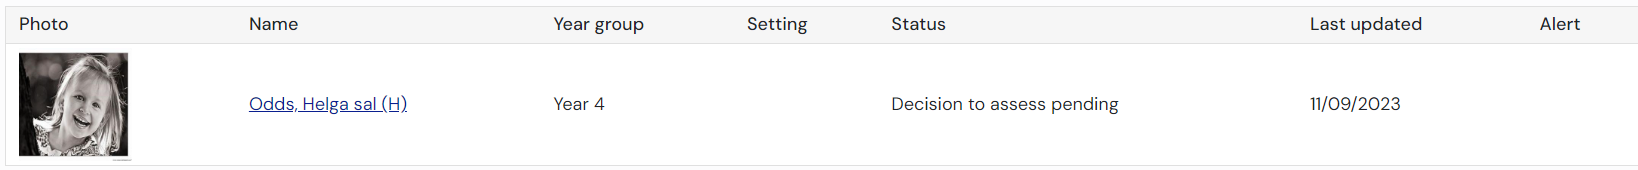 Photo Name Year group Setting Status Last updated Alert
Odds, Helga sal (H) Year 4 Decision to assess pending 11/09/2023